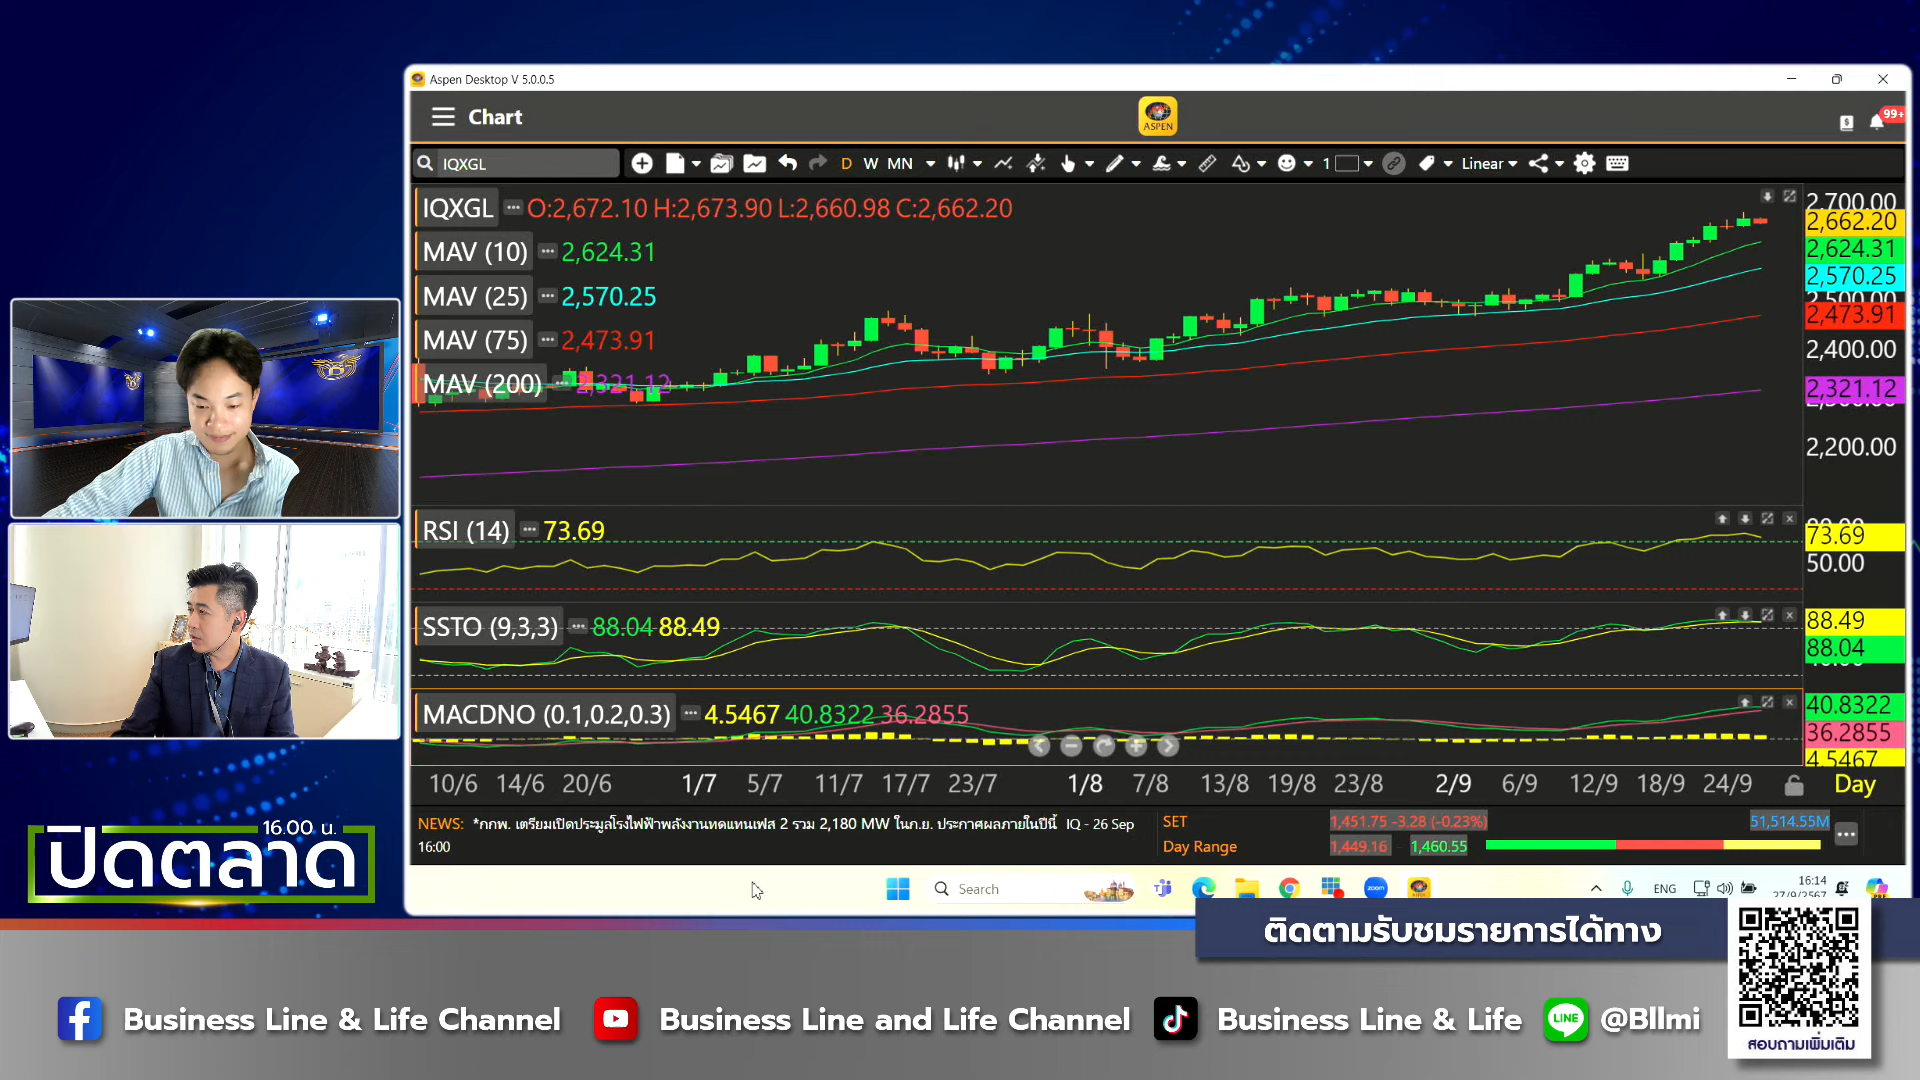 Aspen Desktop V 5.0.0.5
Chart
ASPEN
99+
IQXGL
D W MN
1
Linear
IQXGL O:2,672.10 H:2,673.90 L:2,660.98 C:2,662.20
MAV (10) 2,624.31
MAV (25) 2,570.25
MAV (75) 2,473.91
MAV (200) 2,321.12
2,700.00
2,662.20
2,624.31
2,570.25
2,500.00
2,473.91
2,400.00
2,321.12
2,200.00
RSI (14) 73.69
73.69
50.00
SSTO (9,3,3) 88.04 88.49
88.49
88.04
MACDNO (0.1,0.2,0.3) 4.5467 40.8322 36.2855
40.8322
36.2855
4.5467
10/6 14/6 20/6 1/7 5/7 11/7 17/7 23/7 1/8 7/8 13/8 19/8 23/8 2/9 6/9 12/9 18/9 24/9 Day
NEWS: *กกพ. เตรียมเปิดประมูลโรงไฟฟ้าพลังงานทดแทนเฟส 2 รวม 2,180 MW ในก.ย. ประกาศผลภายในปีนี้ IQ - 26 Sep
16:00
SET 1,451.75 -3.28 (-0.23%) 51,514.55M
Day Range 1,449.16 - 1,460.55
Search
zoom
ENG
16:14
27/9/2567
16.00 น.
ปิดตลาด
ติดตามรับชมรายการได้ทาง
Business Line & Life Channel
Business Line and Life Channel
Business Line & Life
LINE
@Bllmi
สอบถามเพิ่มเติม